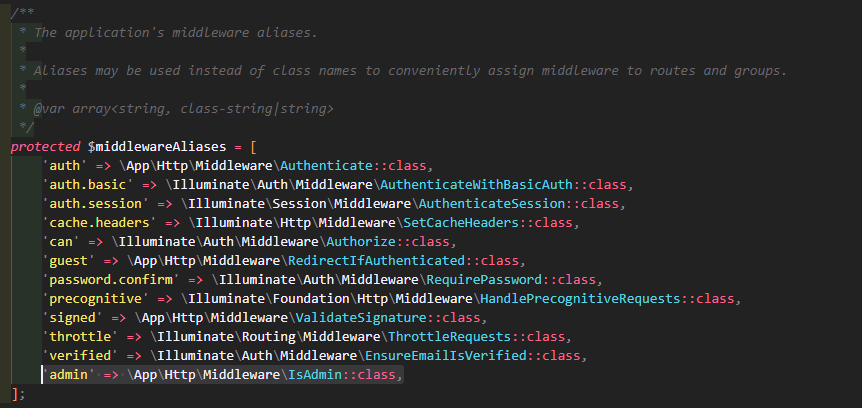 /**
 * The application's middleware aliases.
 *
 * Aliases may be used instead of class names to conveniently assign middleware to routes and groups.
 *
 * @var array<string, class-string|string>
 */
protected $middlewareAliases = [
    'auth' => \App\Http\Middleware\Authenticate::class,
    'auth.basic' => \Illuminate\Auth\Middleware\AuthenticateWithBasicAuth::class,
    'auth.session' => \Illuminate\Session\Middleware\AuthenticateSession::class,
    'cache.headers' => \Illuminate\Http\Middleware\SetCacheHeaders::class,
    'can' => \Illuminate\Auth\Middleware\Authorize::class,
    'guest' => \App\Http\Middleware\RedirectIfAuthenticated::class,
    'password.confirm' => \Illuminate\Auth\Middleware\RequirePassword::class,
    'precognitive' => \Illuminate\Foundation\Http\Middleware\HandlePrecognitiveRequests::class,
    'signed' => \App\Http\Middleware\ValidateSignature::class,
    'throttle' => \Illuminate\Routing\Middleware\ThrottleRequests::class,
    'verified' => \Illuminate\Auth\Middleware\EnsureEmailIsVerified::class,
    'admin' => \App\Http\Middleware\IsAdmin::class,
];